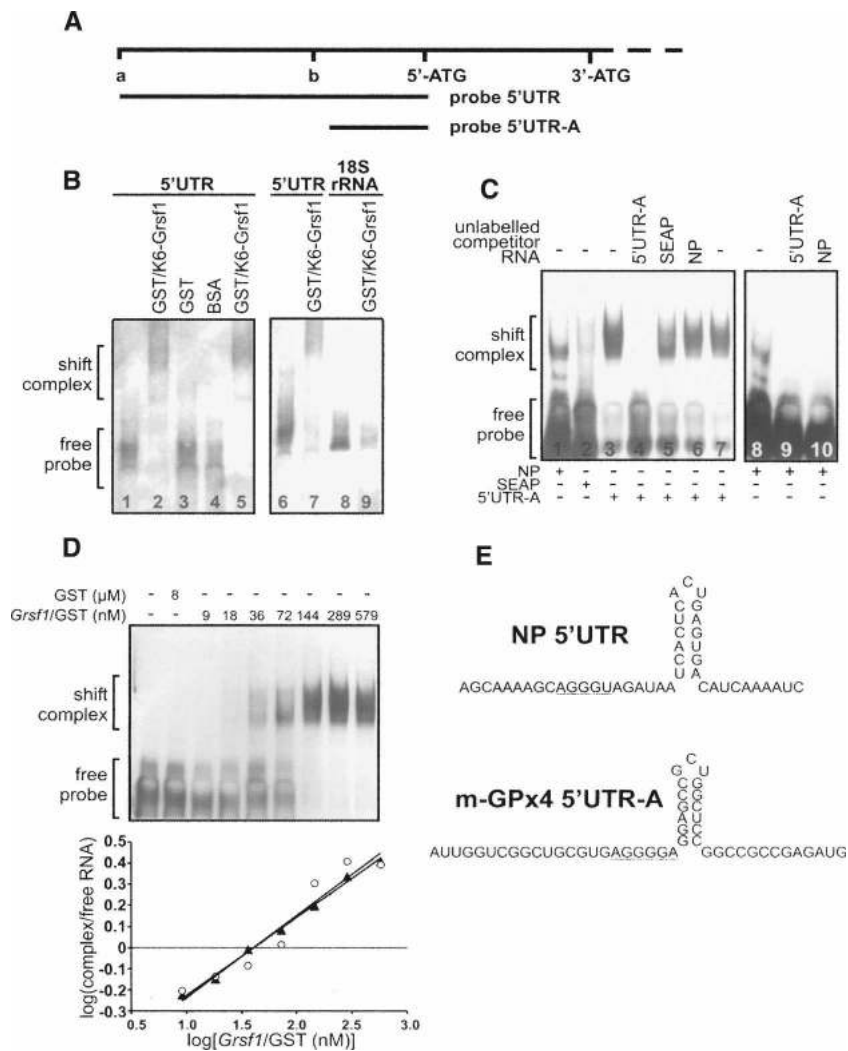 A
a b 5'-ATG 3'-ATG
probe 5'UTR
probe 5'UTR-A
B
5'UTR
5'UTR
18S
rRNA
GST/K6-Grsf1
GST
BSA
GST/K6-Grsf1
GST/K6-Grsf1
GST/K6-Grsf1
shift
complex
free
probe
1 2 3 4 5
6 7 8 9
C
unlabelled
competitor
RNA
- - - 5'UTR-A SEAP NP -
- 5'UTR-A NP
shift
complex
free
probe
1 2 3 4 5 6 7
8 9 10
NP + - - - - - - + + +
SEAP - + - - - - - - - -
5'UTR-A - - + + + + + - - -
D
GST (µM) - 8 - - - - - - -
Grsf1/GST (nM) - - 9 18 36 72 144 289 579
shift
complex
free
probe
log(complex/free RNA)
0.5
0.4
0.3
0.2
0.1
0
-0.1
-0.2
-0.3
0.5 1.0 1.5 2.0 2.5 3.0
log[Grsf1/GST (nM)]
E
NP 5'UTR
AGCAAAAGCAGGGUAGAUAA
UCACUCA
C
UGAGUGA
CAUCAAAAUC
m-GPx4 5'UTR-A
AUUGGUCGGCUGCGUGAGGGGA
GGAGCCG
C
UGGCUCC
GGCCGCCGAGAUG